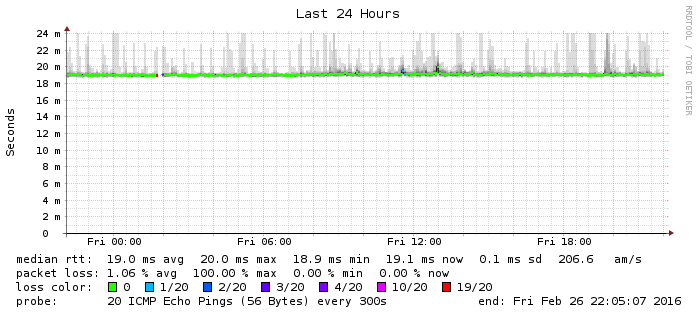 Last 24 Hours
RRDTOOL / TOBI OETIKER
Seconds
24 m
22 m
20 m
18 m
16 m
14 m
12 m
10 m
8 m
6 m
4 m
2 m
0
Fri 00:00 Fri 06:00 Fri 12:00 Fri 18:00
median rtt: 19.0 ms avg 20.0 ms max 18.9 ms min 19.1 ms now 0.1 ms sd 206.6 am/s
packet loss: 1.06 % avg 100.00 % max 0.00 % min 0.00 % now
loss color: 0 1/20 2/20 3/20 4/20 10/20 19/20
probe: 20 ICMP Echo Pings (56 Bytes) every 300s end: Fri Feb 26 22:05:07 2016